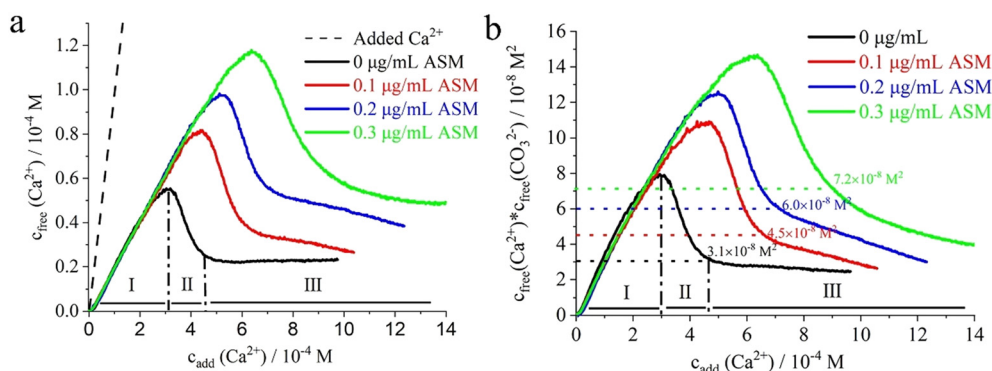 a
c_free(Ca²⁺) / 10⁻⁴ M
1.2
1.0
0.8
0.6
0.4
0.2
0.0
Added Ca²⁺
0 μg/mL ASM
0.1 μg/mL ASM
0.2 μg/mL ASM
0.3 μg/mL ASM
I
II
III
0 2 4 6 8 10 12 14
c_add (Ca²⁺) / 10⁻⁴ M
b
c_free(Ca²⁺)*c_free(CO₃²⁻) / 10⁻⁸ M²
16
14
12
10
8
6
4
2
0
0 μg/mL
0.1 μg/mL ASM
0.2 μg/mL ASM
0.3 μg/mL ASM
7.2×10⁻⁸ M²
6.0×10⁻⁸ M²
4.5×10⁻⁸ M²
3.1×10⁻⁸ M²
I
II
III
0 2 4 6 8 10 12 14
c_add (Ca²⁺) / 10⁻⁴ M